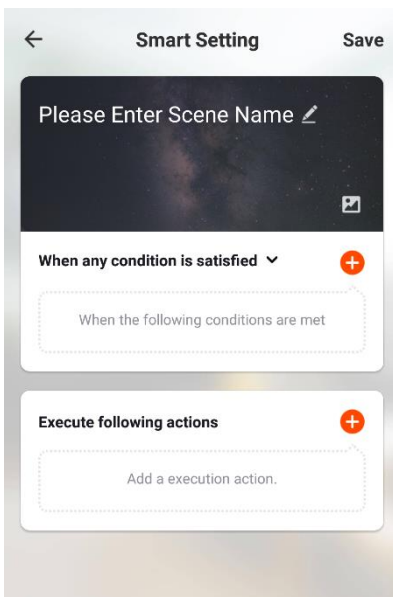 Smart Setting
Save
Please Enter Scene Name
When any condition is satisfied
When the following conditions are met
Execute following actions
Add a execution action.